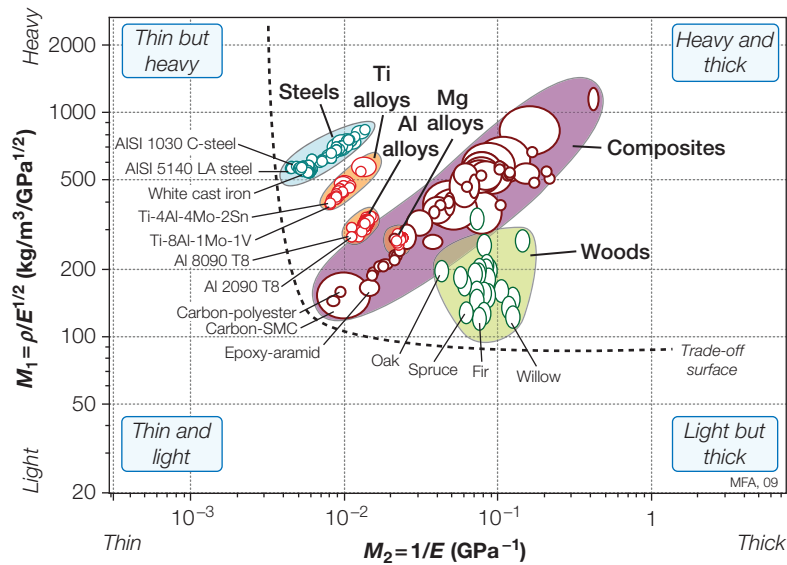 Heavy
2000
1000
500
200
100
50
20
Light
M₁ = ρ/E^1/2 (kg/m³/GPa^1/2)
Thin but
heavy
Heavy and
thick
Steels
Ti
alloys
Al
alloys
Mg
alloys
Composites
Woods
AISI 1030 C-steel
AISI 5140 LA steel
White cast iron
Ti-4Al-4Mo-2Sn
Ti-8Al-1Mo-1V
Al 8090 T8
Al 2090 T8
Carbon-polyester
Carbon-SMC
Epoxy-aramid
Oak
Spruce
Fir
Willow
Trade-off
surface
Thin and
light
Light but
thick
MFA, 09
10⁻³
10⁻²
10⁻¹
1
Thin
M₂ = 1/E (GPa⁻¹)
Thick